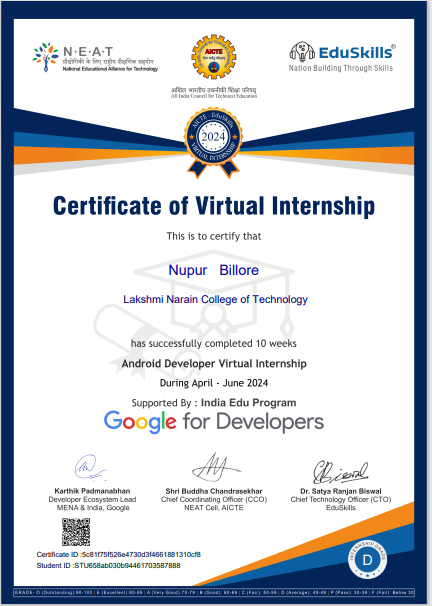 N·E·A·T
प्रौद्योगिकी के लिए राष्ट्रीय शैक्षणिक सहयोग
National Educational Alliance for Technology
AICTE
अखिल भारतीय तकनीकी शिक्षा परिषद्
All India Council for Technical Education
EduSkills®
Nation Building Through Skills
AICTE - EduSkills
2024
VIRTUAL INTERNSHIP
Certificate of Virtual Internship
This is to certify that
Nupur Billore
Lakshmi Narain College of Technology
has successfully completed 10 weeks
Android Developer Virtual Internship
During April - June 2024
Supported By : India Edu Program
Google for Developers
Karthik Padmanabhan
Developer Ecosystem Lead
MENA & India, Google
Shri Buddha Chandrasekhar
Chief Coordinating Officer (CCO)
NEAT Cell, AICTE
Dr. Satya Ranjan Biswal
Chief Technology Officer (CTO)
EduSkills
Certificate ID :5c81f75f526e4730d3f4661881310cf8
Student ID :STU658ab030b94461703587888
INTERNSHIP GRADE
D
GRADE- O (Outstanding):90-100 | E (Excellent):80-89 | A (Very Good):70-79 | B (Good): 60-69 | C (Fair): 50-59 | D (Average): 40-49 | P (Pass): 30-39 | F (Fail): Below 30